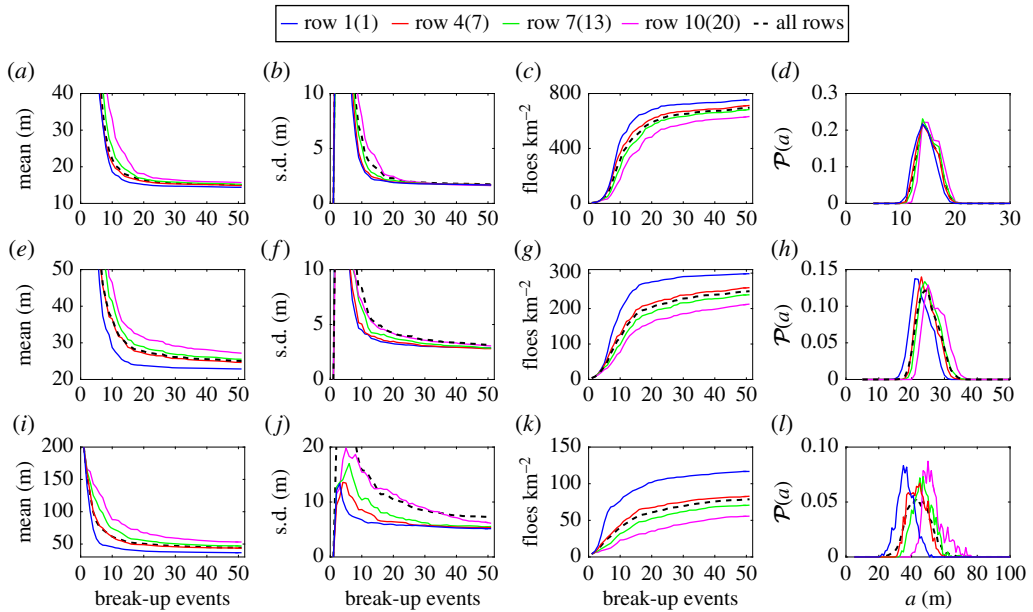 row 1(1) row 4(7) row 7(13) row 10(20) all rows
(a) (b) (c) (d)
mean (m)
40
30
20
10
0 10 20 30 40 50
s.d. (m)
10
5
0
0 10 20 30 40 50
floes km−2
800
400
0
0 10 20 30 40 50
P(a)
0.3
0.2
0.1
0
0 10 20 30
(e) (f) (g) (h)
mean (m)
50
40
30
20
0 10 20 30 40 50
s.d. (m)
10
5
0
0 10 20 30 40 50
floes km−2
300
200
100
0
0 10 20 30 40 50
P(a)
0.15
0.10
0.05
0
0 10 20 30 40 50
(i) (j) (k) (l)
mean (m)
200
150
100
50
0 10 20 30 40 50
break-up events
s.d. (m)
20
15
10
5
0
0 10 20 30 40 50
break-up events
floes km−2
150
100
50
0
0 10 20 30 40 50
break-up events
P(a)
0.10
0.05
0
0 20 40 60 80 100
a (m)